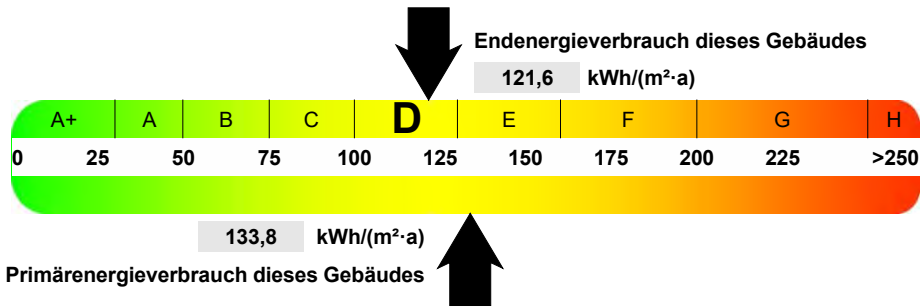 Endenergieverbrauch dieses Gebäudes
121,6 kWh/(m²·a)
A+ A B C D E F G H
0 25 50 75 100 125 150 175 200 225 >250
133,8 kWh/(m²·a)
Primärenergieverbrauch dieses Gebäudes